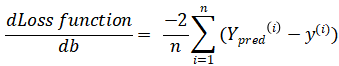 dLoss function / db = -2/n ∑_{i=1}^{n} (Y_pred^{(i)} − y^{(i)})